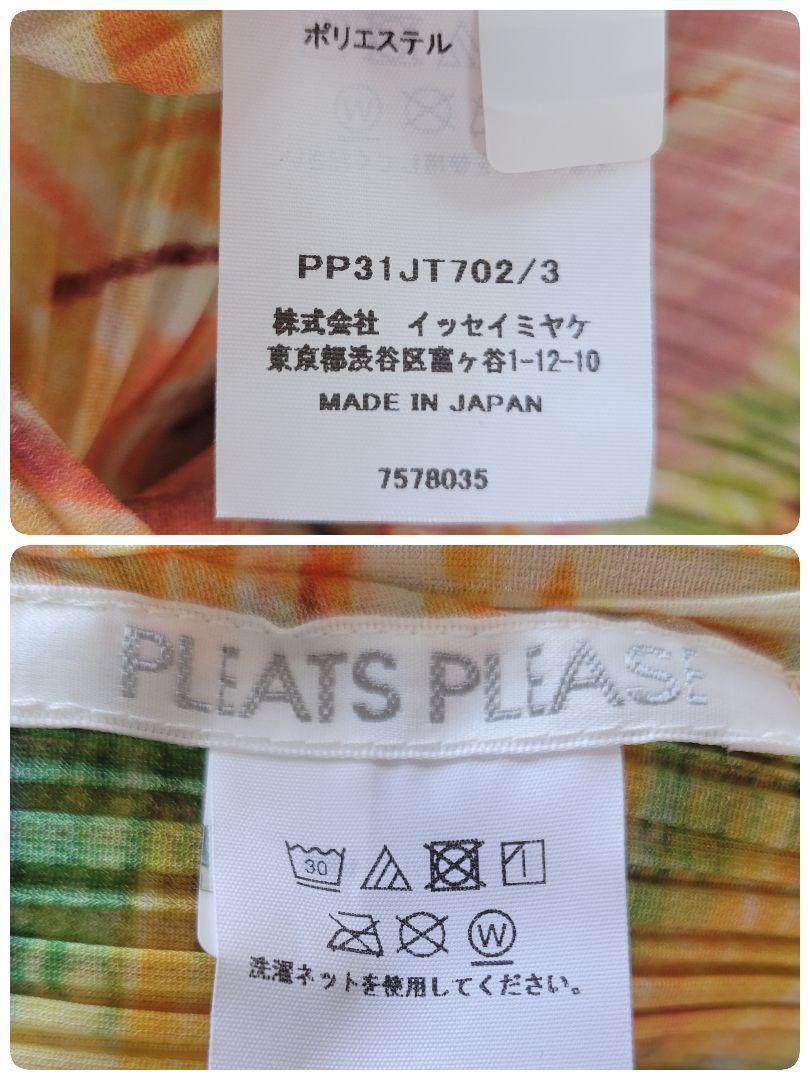 ポリエステル
PP31JT702/3
株式会社 イッセイミヤケ
東京都渋谷区富ヶ谷1-12-10
MADE IN JAPAN
7578035
PLEATS PLEASE
30
W
洗濯ネットを使用してください。